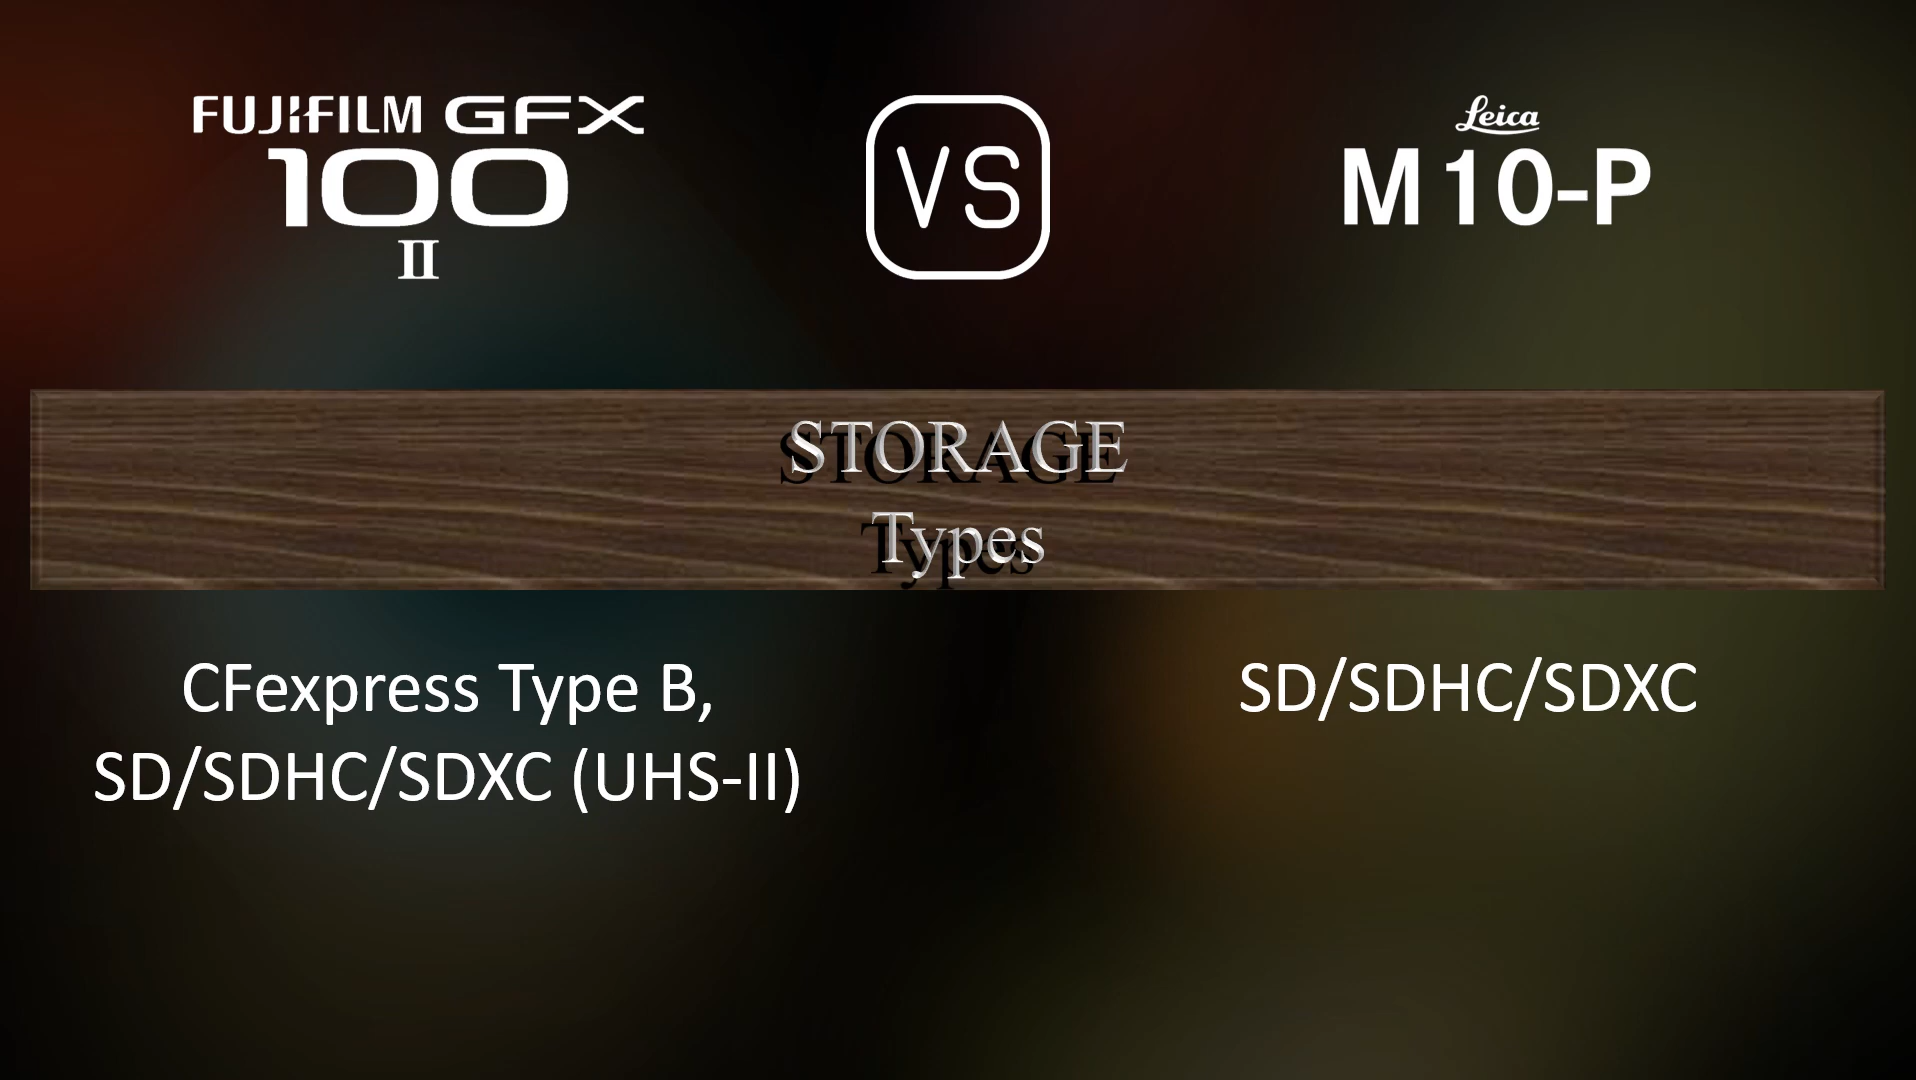 FUJIFILM GFX
100
II
VS
Leica
M10-P
STORAGE
Types
CFexpress Type B,
SD/SDHC/SDXC (UHS-II)
SD/SDHC/SDXC